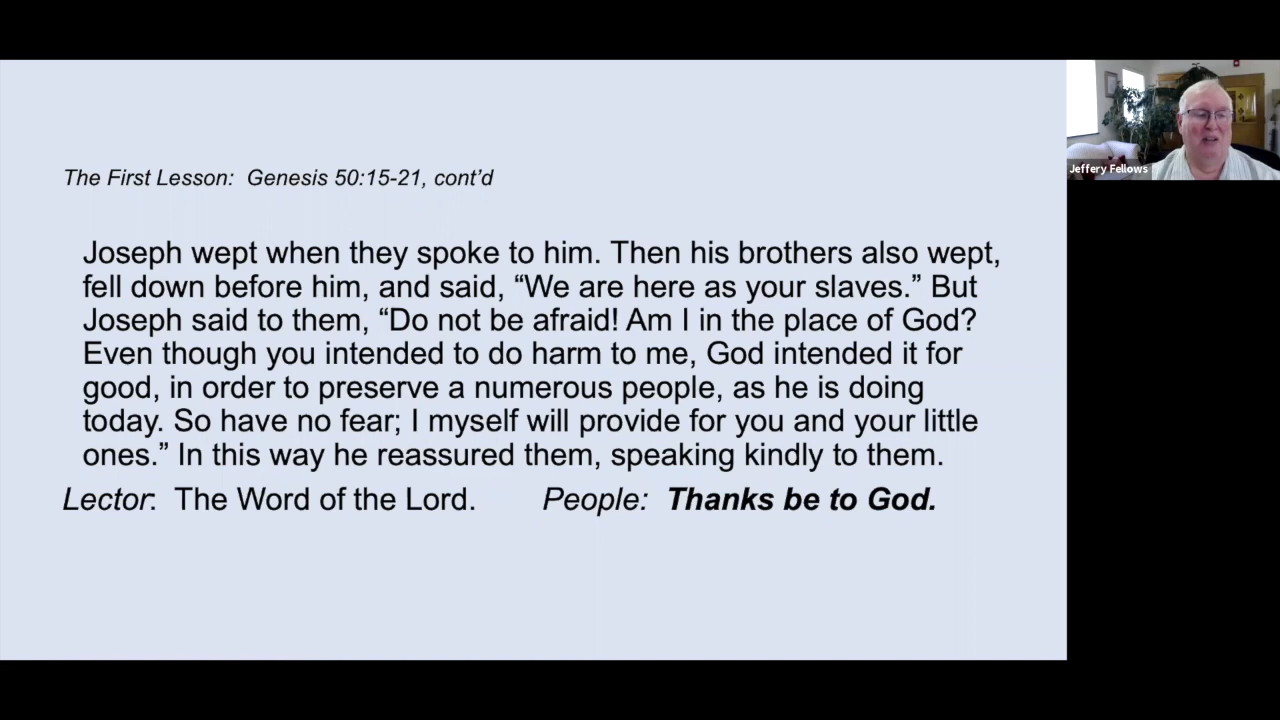 The First Lesson:  Genesis 50:15-21, cont’d
Joseph wept when they spoke to him. Then his brothers also wept,
fell down before him, and said, “We are here as your slaves.” But
Joseph said to them, “Do not be afraid! Am I in the place of God?
Even though you intended to do harm to me, God intended it for
good, in order to preserve a numerous people, as he is doing
today. So have no fear; I myself will provide for you and your little
ones.” In this way he reassured them, speaking kindly to them.
Lector:  The Word of the Lord.        People:  Thanks be to God.
Jeffery Fellows